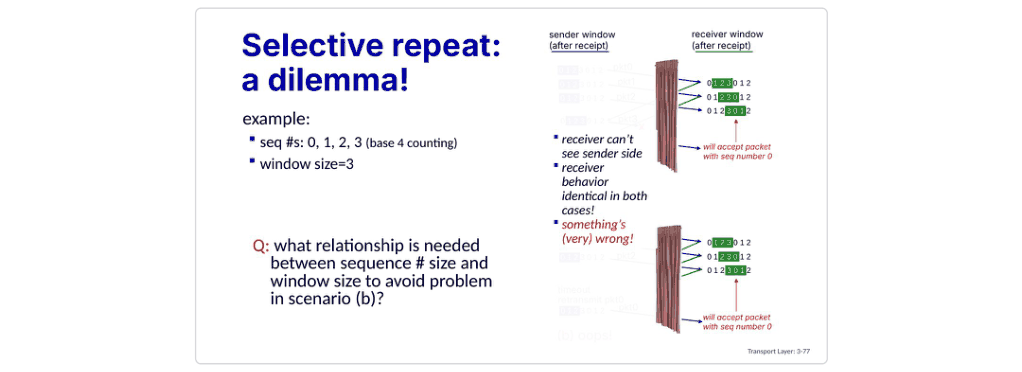 Selective repeat:
a dilemma!
example:
seq #s: 0, 1, 2, 3 (base 4 counting)
window size=3
Q: what relationship is needed
between sequence # size and
window size to avoid problem
in scenario (b)?
sender window
(after receipt)
receiver can't
see sender side
receiver
behavior
identical in both
cases!
something's
(very) wrong!
receiver window
(after receipt)
0 1 2 3 0 1 2
0 1 2 3 0 1 2
0 1 2 3 0 1 2
will accept packet
with seq number 0
0 1 2 3 0 1 2
0 1 2 3 0 1 2
0 1 2 3 0 1 2
will accept packet
with seq number 0
Transport Layer: 3-77